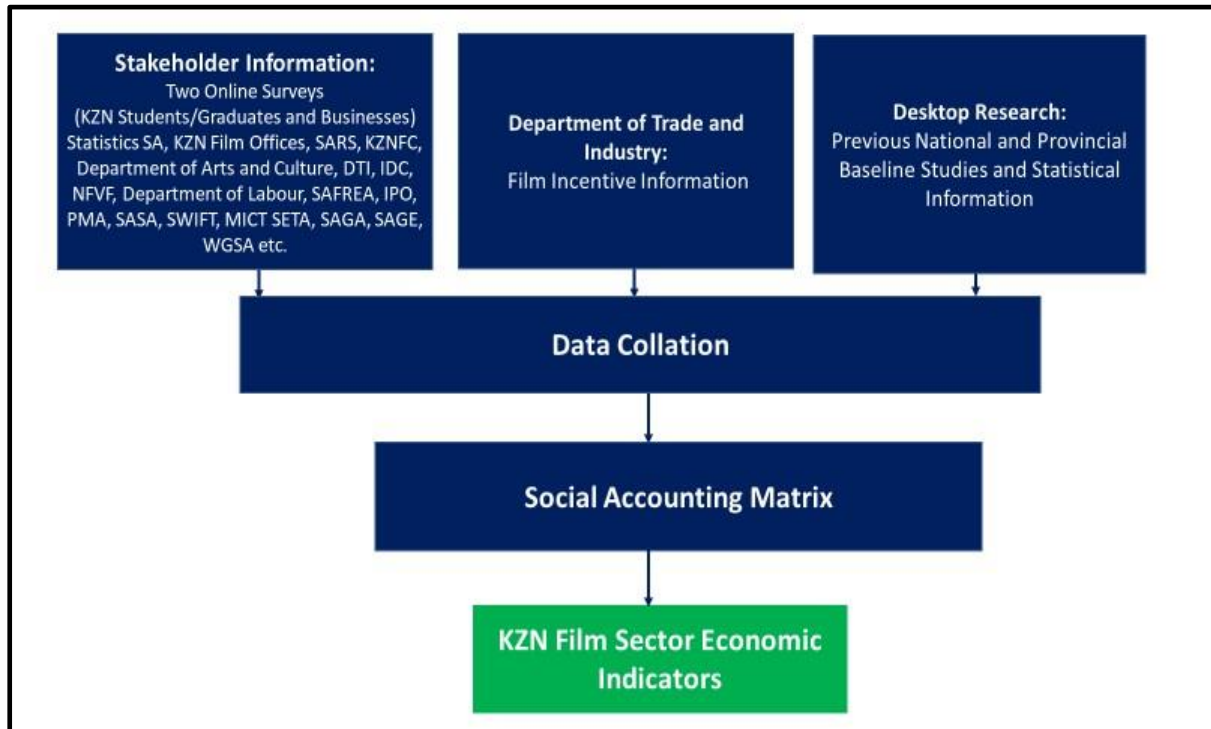 Stakeholder Information:
Two Online Surveys
(KZN Students/Graduates and Businesses)
Statistics SA, KZN Film Offices, SARS, KZNFC,
Department of Arts and Culture, DTI, IDC,
NFVF, Department of Labour, SAFREA, IPO,
PMA, SASA, SWIFT, MICT SETA, SAGA, SAGE,
WGSA etc.
Department of Trade and
Industry:
Film Incentive Information
Desktop Research:
Previous National and Provincial
Baseline Studies and Statistical
Information
Data Collation
Social Accounting Matrix
KZN Film Sector Economic
Indicators